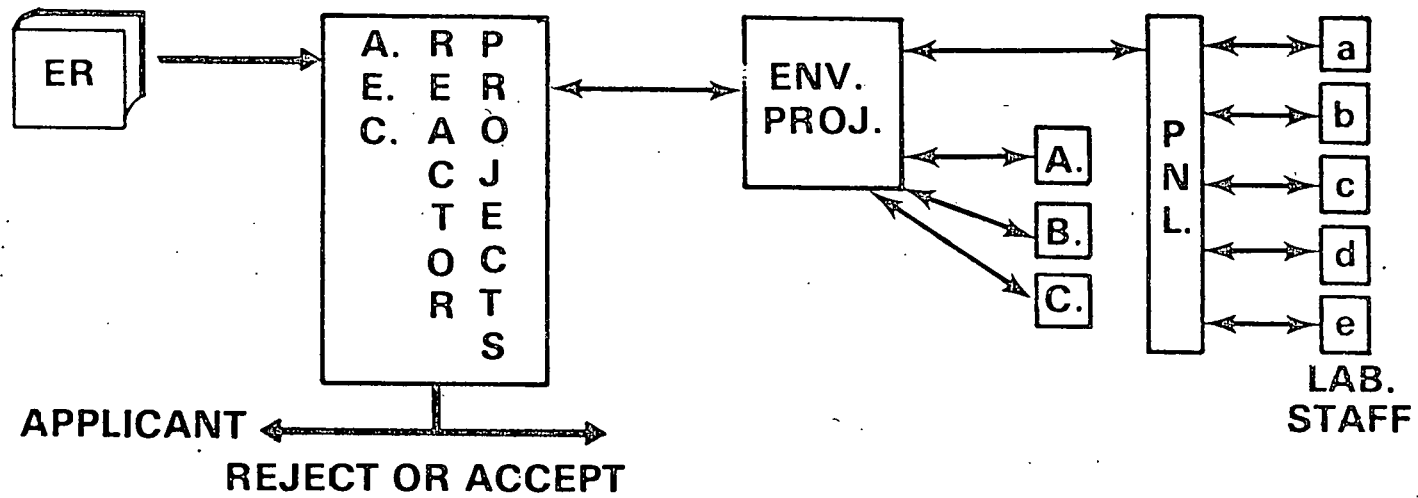 ER
A.E.C.
REACTOR
PROJECTS
ENV.
PROJ.
A.
B.
C.
PNL.
a
b
c
d
e
LAB.
STAFF
APPLICANT
REJECT OR ACCEPT